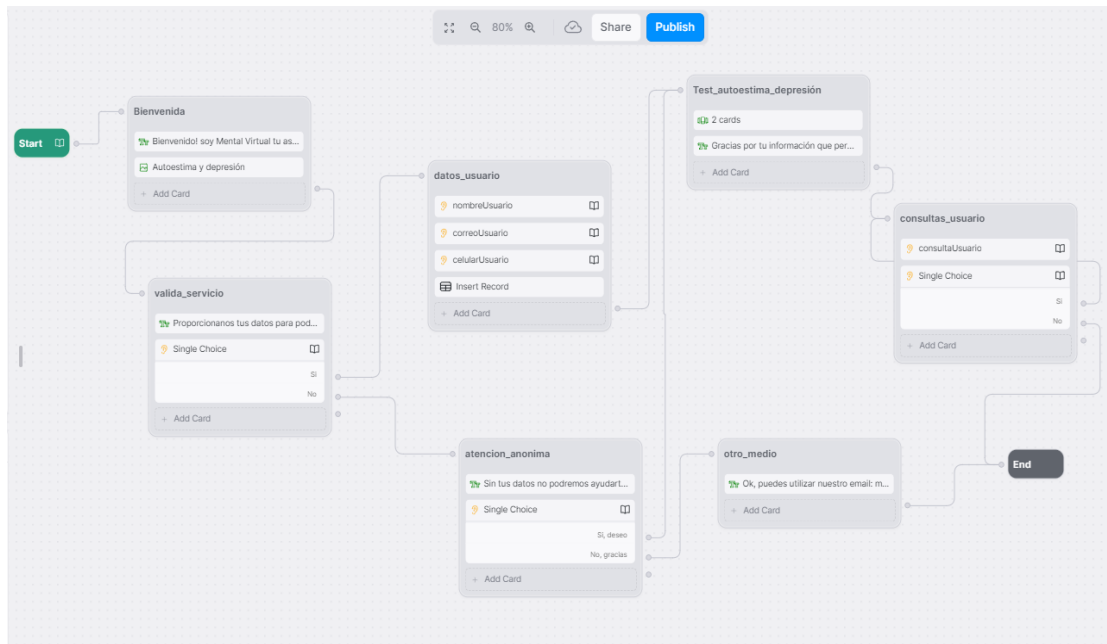 80%
Share
Publish
Start
Bienvenida
Bienvenido! soy Mental Virtual tu as...
Autoestima y depresión
+ Add Card
valida_servicio
Proporcionanos tus datos para pod...
Single Choice
Si
No
+ Add Card
datos_usuario
nombreUsuario
correoUsuario
celularUsuario
Insert Record
+ Add Card
atencion_anonima
Sin tus datos no podremos ayudart...
Single Choice
Si, deseo
No, gracias
+ Add Card
Test_autoestima_depresión
2 cards
Gracias por tu información que per...
+ Add Card
consultas_usuario
consultaUsuario
Single Choice
Si
No
+ Add Card
otro_medio
Ok, puedes utilizar nuestro email: m...
+ Add Card
End